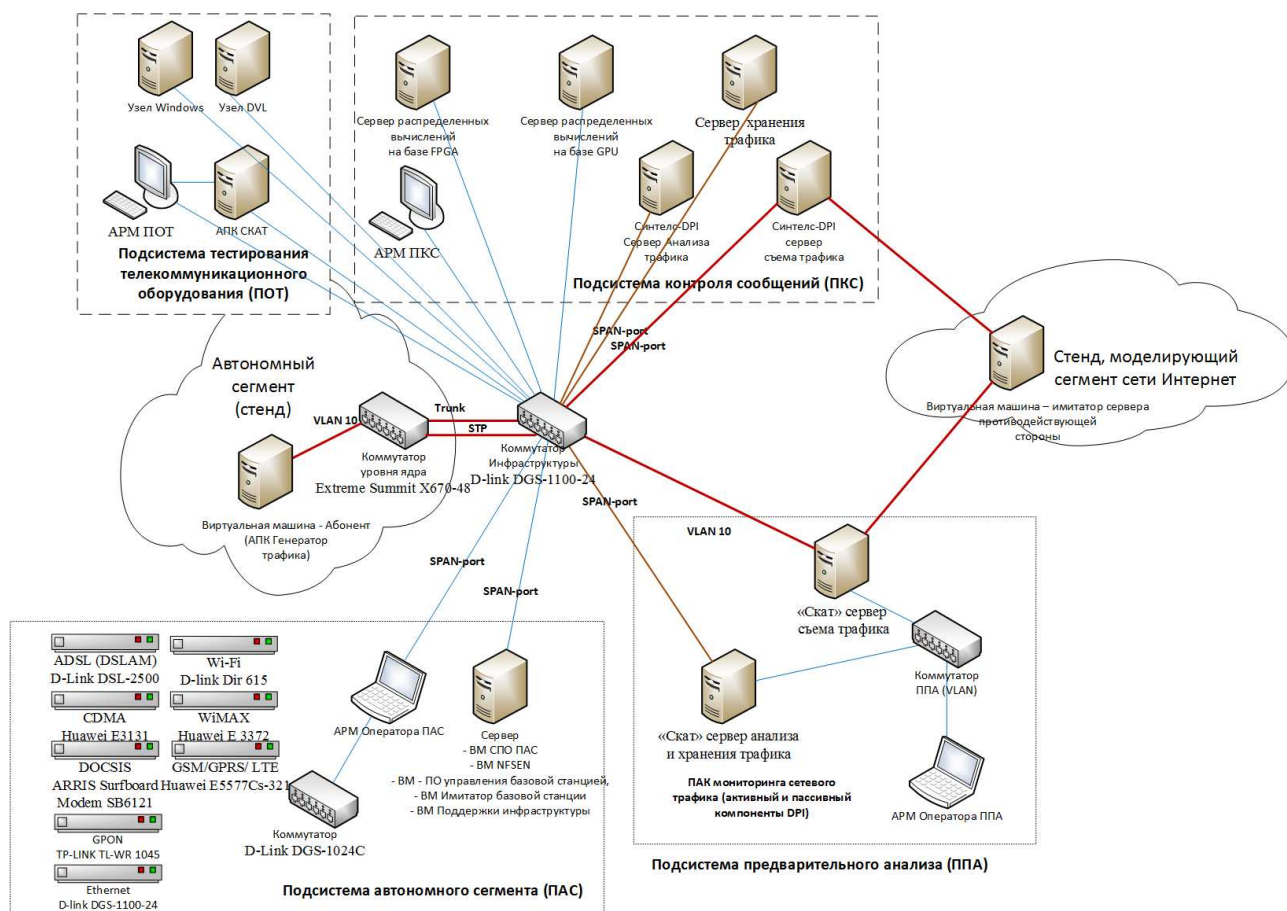 Узел Windows
Узел DVL
АРМ ПОТ
АПК СКАТ
Подсистема тестирования
телекоммуникационного
оборудования (ПОТ)
Сервер распределенных
вычислений
на базе FPGA
Сервер распределенных
вычислений
на базе GPU
Сервер хранения
трафика
АРМ ПКС
Синтелс-DPI
Сервер Анализа
трафика
Синтелс-DPI
сервер
съема трафика
Подсистема контроля сообщений (ПКС)
SPAN-port
SPAN-port
Автономный
сегмент
(стенд)
VLAN 10
Trunk
STP
Коммутатор
уровня ядра
Extreme Summit X670-48
Коммутатор
Инфраструктуры
D-link DGS-1100-24
Виртуальная машина - Абонент
(АПК Генератор
трафика)
Стенд, моделирующий
сегмент сети Интернет
Виртуальная машина – имитатор сервера
противодействующей
стороны
SPAN-port
SPAN-port
SPAN-port
VLAN 10
«Скат» сервер
съема трафика
Коммутатор
ППА (VLAN)
«Скат» сервер анализа
и хранения трафика
ПАК мониторинга сетевого
трафика (активный и пассивный
компоненты DPI)
АРМ Оператора ППА
Подсистема предварительного анализа (ППА)
ADSL (DSLAM)
D-Link DSL-2500
Wi-Fi
D-link Dir 615
CDMA
Huawei E3131
WiMAX
Huawei E 3372
DOCSIS
ARRIS Surfboard
Modem SB6121
GSM/GPRS/ LTE
Huawei E5577Cs-321
GPON
TP-LINK TL-WR 1045
Ethernet
D-link DGS-1100-24
АРМ Оператора ПАС
Сервер
- ВМ СПО ПАС
- ВМ NFSEN
- ВМ - ПО управления базовой станцией,
- ВМ Имитатор базовой станции
- ВМ Поддержки инфраструктуры
Коммутатор
D-Link DGS-1024C
Подсистема автономного сегмента (ПАС)